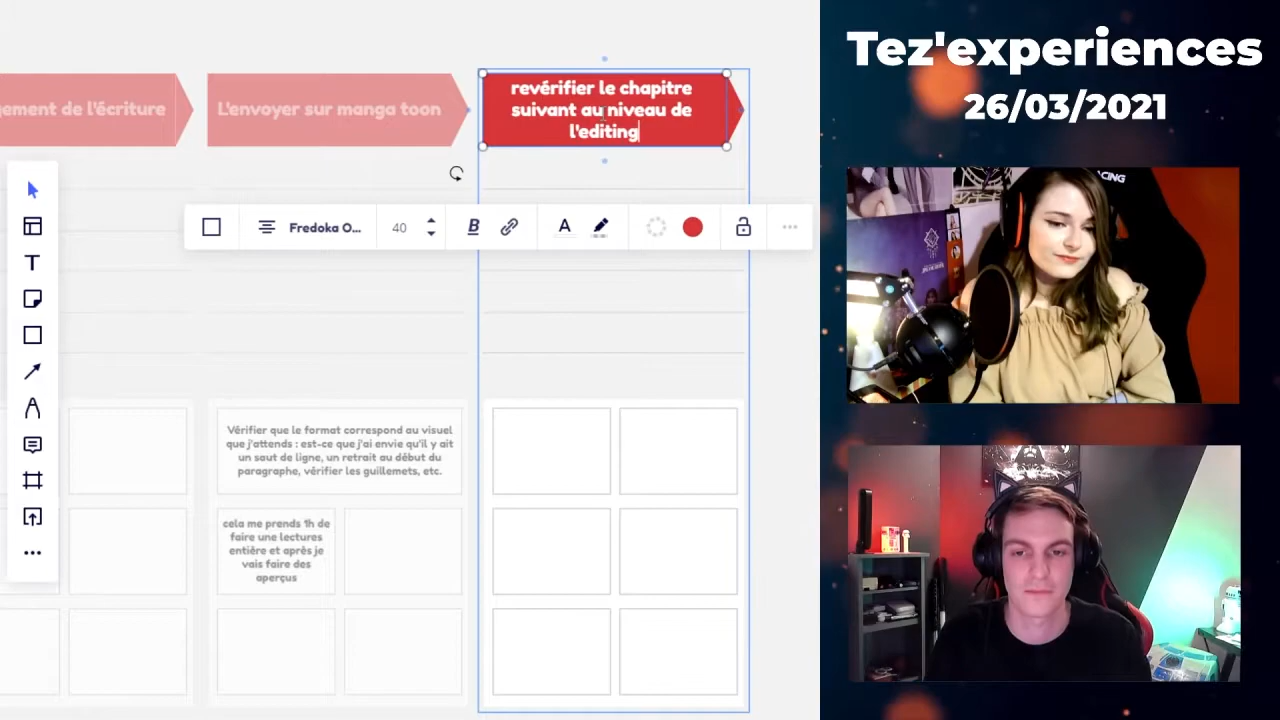 Tez'experiences
26/03/2021
gement de l'écriture
L'envoyer sur manga toon
revérifier le chapitre
suivant au niveau de
l'editing
Fredoka O...
40
B
A
T
Vérifier que le format correspond au visuel
que j'attends : est-ce que j'ai envie qu'il y ait
un saut de ligne, un retrait au début du
paragraphe, vérifier les guillemets, etc.
cela me prends 1h de
faire une lectures
entière et après je
vais faire des
aperçus